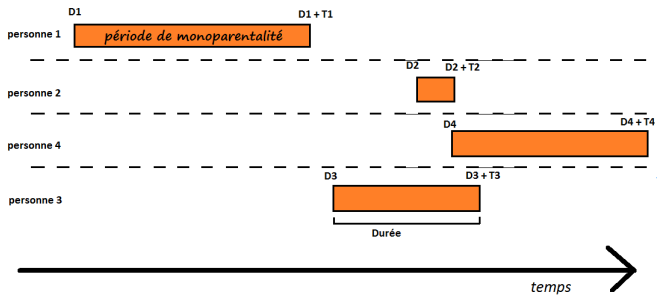 D1 D1 + T1
personne 1 période de monoparentalité
D2 D2 + T2
personne 2
D4 D4 + T4
personne 4
D3 D3 + T3
personne 3
Durée
temps